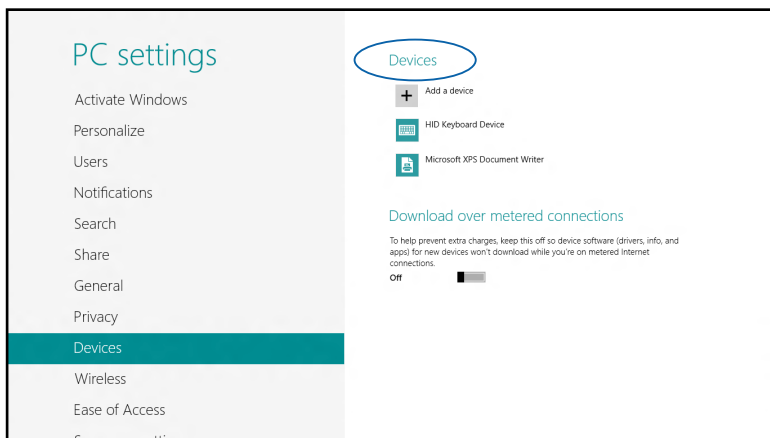 PC settings
Activate Windows
Personalize
Users
Notifications
Search
Share
General
Privacy
Devices
Wireless
Ease of Access
Devices
Add a device
HID Keyboard Device
Microsoft XPS Document Writer
Download over metered connections
To help prevent extra charges, keep this off so device software (drivers, info, and
apps) for new devices won't download while you're on metered Internet
connections.
Off